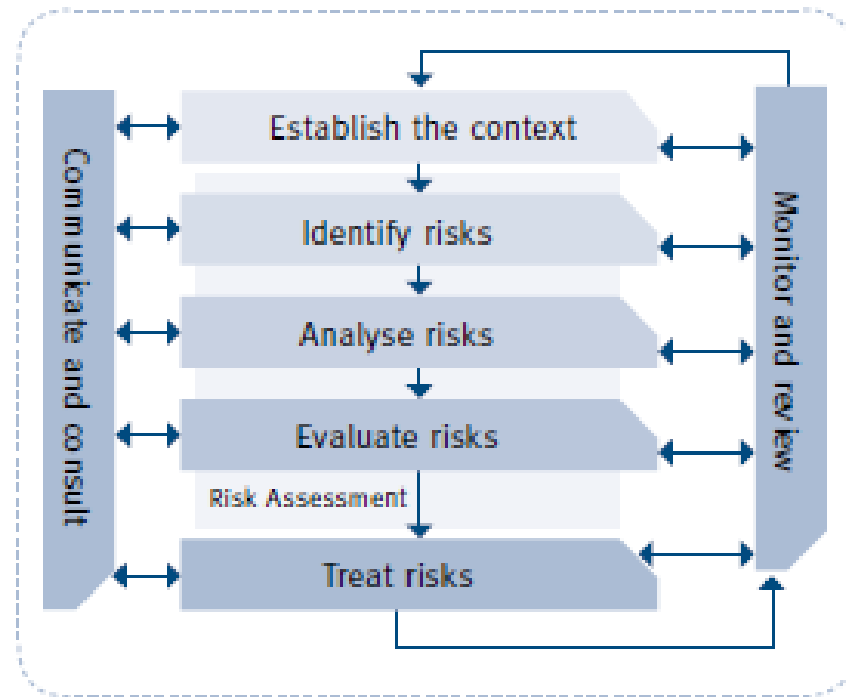 Establish the context
Communicate and consult
Identify risks
Monitor and review
Analyse risks
Evaluate risks
Risk Assessment
Treat risks